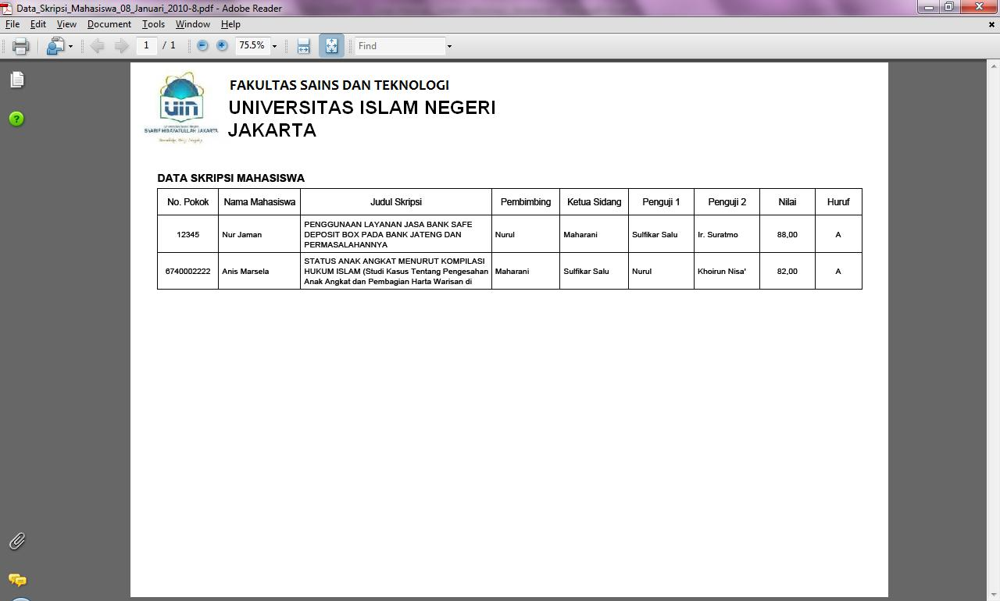 Data_Skripsi_Mahasiswa_08_Januari_2010-8.pdf - Adobe Reader
File Edit View Document Tools Window Help
1 / 1 75.5% Find
FAKULTAS SAINS DAN TEKNOLOGI
UNIVERSITAS ISLAM NEGERI
JAKARTA
UIN
Universitas Islam Negeri
SYARIF HIDAYATULLAH JAKARTA
DATA SKRIPSI MAHASISWA
No. Pokok Nama Mahasiswa Judul Skripsi Pembimbing Ketua Sidang Penguji 1 Penguji 2 Nilai Huruf
12345 Nur Jaman PENGGUNAAN LAYANAN JASA BANK SAFE
DEPOSIT BOX PADA BANK JATENG DAN
PERMASALAHANNYA Nurul Maharani Sulfikar Salu Ir. Suratmo 88,00 A
6740002222 Anis Marsela STATUS ANAK ANGKAT MENURUT KOMPILASI
HUKUM ISLAM (Studi Kasus Tentang Pengesahan
Anak Angkat dan Pembagian Harta Warisan di Maharani Sulfikar Salu Nurul Khoirun Nisa' 82,00 A